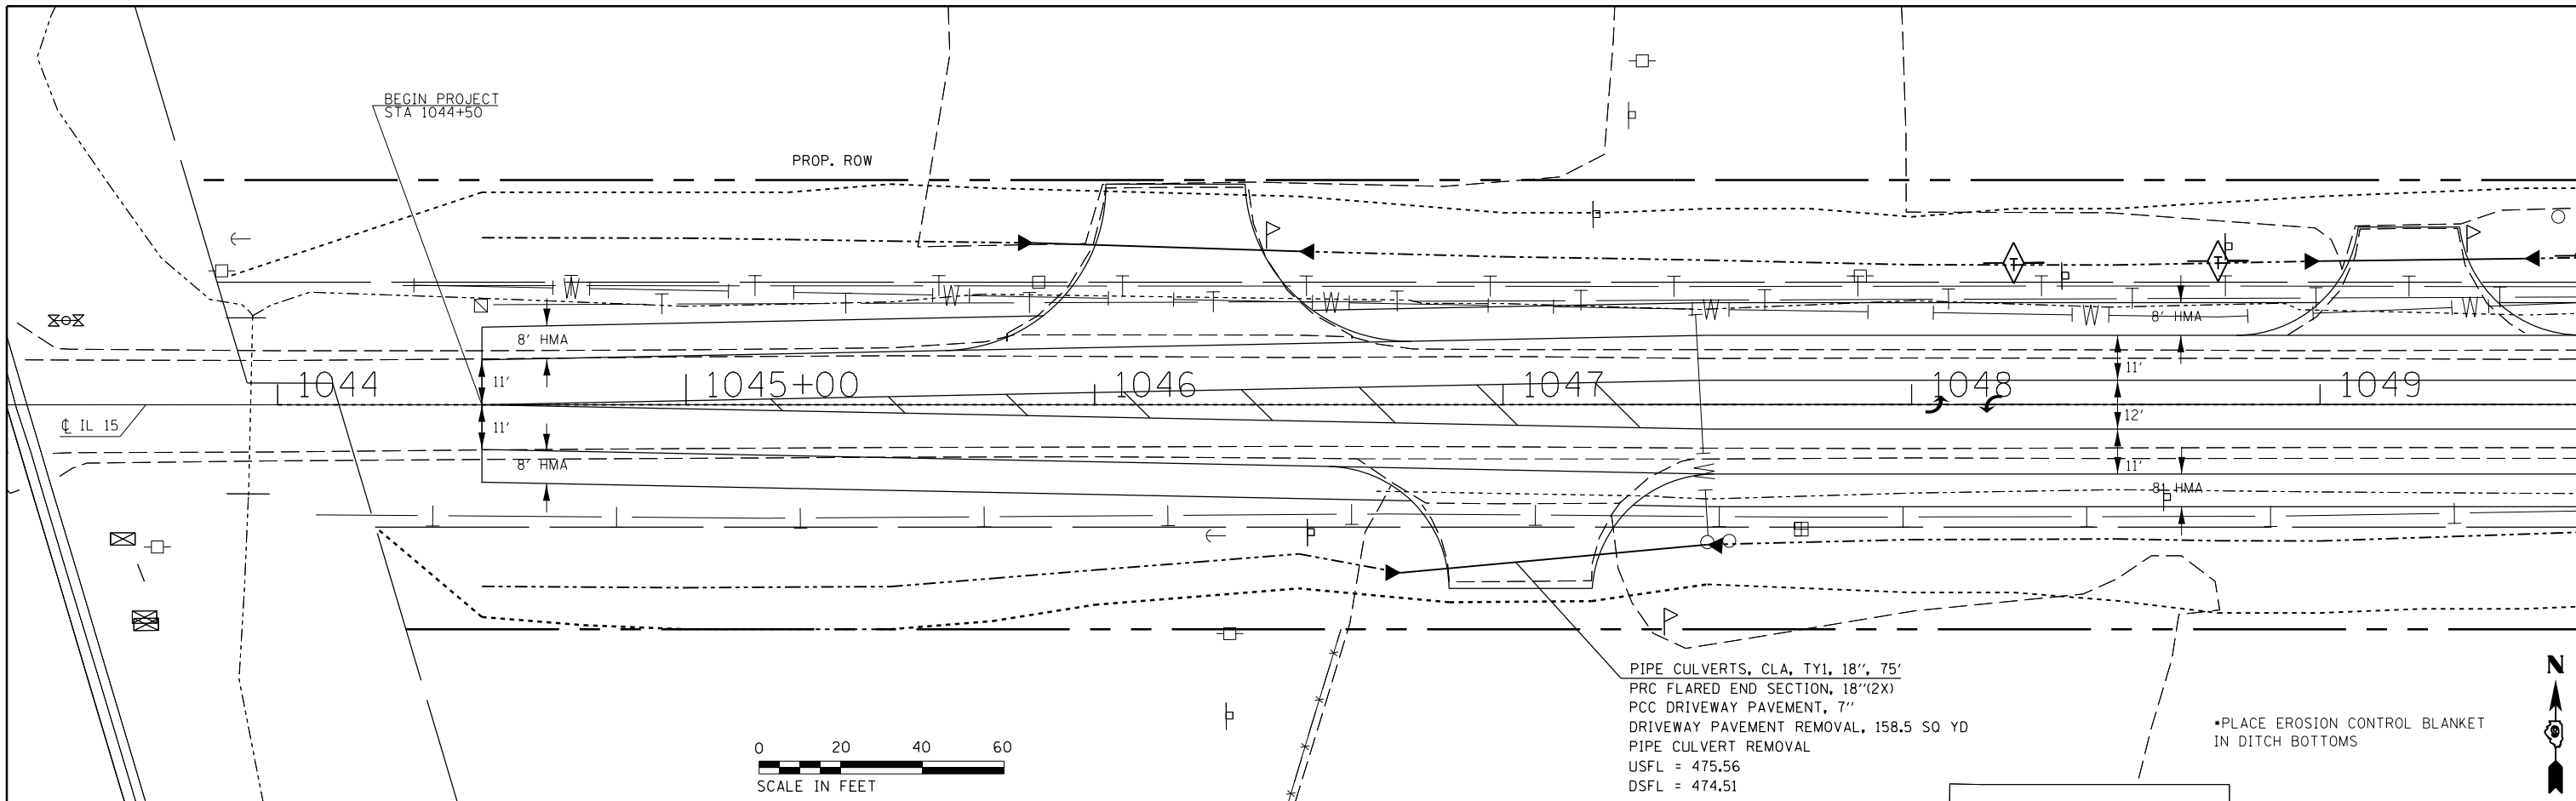 BEGIN PROJECT
STA 1044+50
PROP. ROW
8' HMA
8' HMA
11'
11'
1044
1045+00
1046
1047
1048
1049
℄ IL 15
11'
12'
8' HMA
11'
8' HMA
PIPE CULVERTS, CLA, TY1, 18'', 75'
PRC FLARED END SECTION, 18''(2X)
PCC DRIVEWAY PAVEMENT, 7''
DRIVEWAY PAVEMENT REMOVAL, 158.5 SQ YD
PIPE CULVERT REMOVAL
USFL = 475.56
DSFL = 474.51
N
*PLACE EROSION CONTROL BLANKET
IN DITCH BOTTOMS
0 20 40 60
SCALE IN FEET
W
W
W
W
W
W
W
T
T